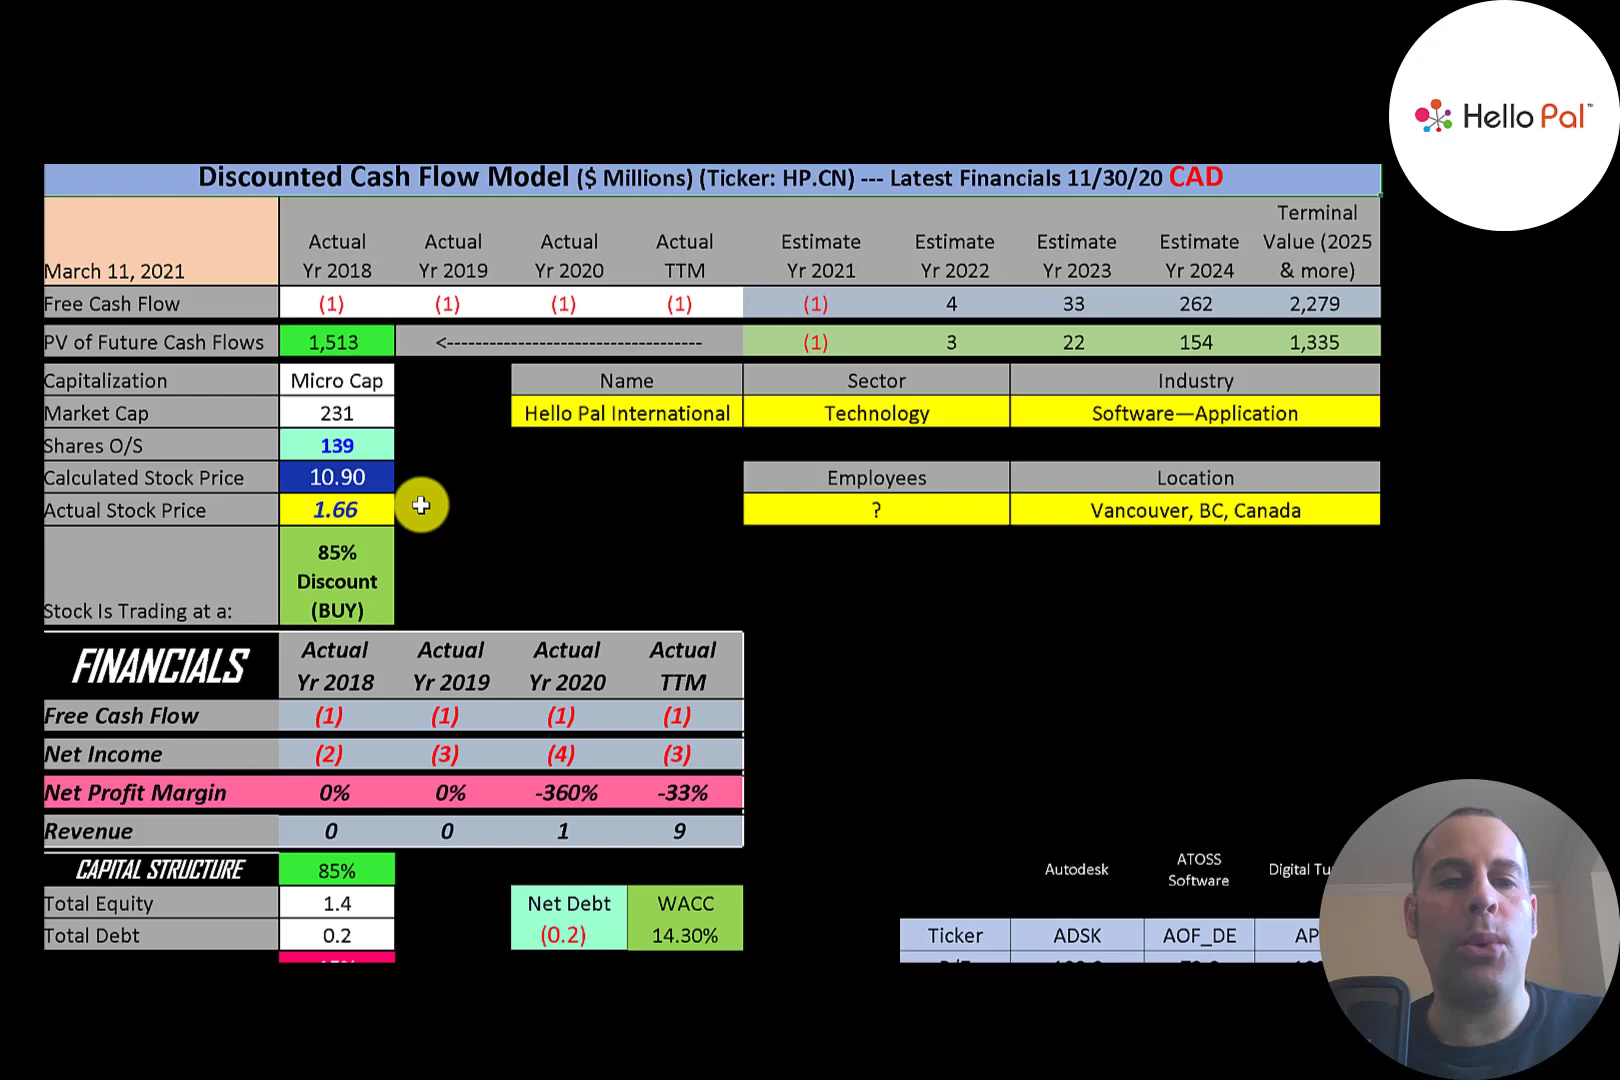 Hello Pal™
Discounted Cash Flow Model ($ Millions) (Ticker: HP.CN) --- Latest Financials 11/30/20 CAD
March 11, 2021 Actual Yr 2018 Actual Yr 2019 Actual Yr 2020 Actual TTM Estimate Yr 2021 Estimate Yr 2022 Estimate Yr 2023 Estimate Yr 2024 Terminal Value (2025 & more)
Free Cash Flow (1) (1) (1) (1) (1) 4 33 262 2,279
PV of Future Cash Flows 1,513 <---------------------------------- (1) 3 22 154 1,335
Capitalization Micro Cap Name Sector Industry
Market Cap 231 Hello Pal International Technology Software—Application
Shares O/S 139
Calculated Stock Price 10.90 Employees Location
Actual Stock Price 1.66 ? Vancouver, BC, Canada
Stock Is Trading at a: 85% Discount (BUY)
FINANCIALS Actual Yr 2018 Actual Yr 2019 Actual Yr 2020 Actual TTM
Free Cash Flow (1) (1) (1) (1)
Net Income (2) (3) (4) (3)
Net Profit Margin 0% 0% -360% -33%
Revenue 0 0 1 9
CAPITAL STRUCTURE 85% Autodesk ATOSS Software Digital Tu
Total Equity 1.4 Net Debt WACC
Total Debt 0.2 (0.2) 14.30% Ticker ADSK AOF_DE AP